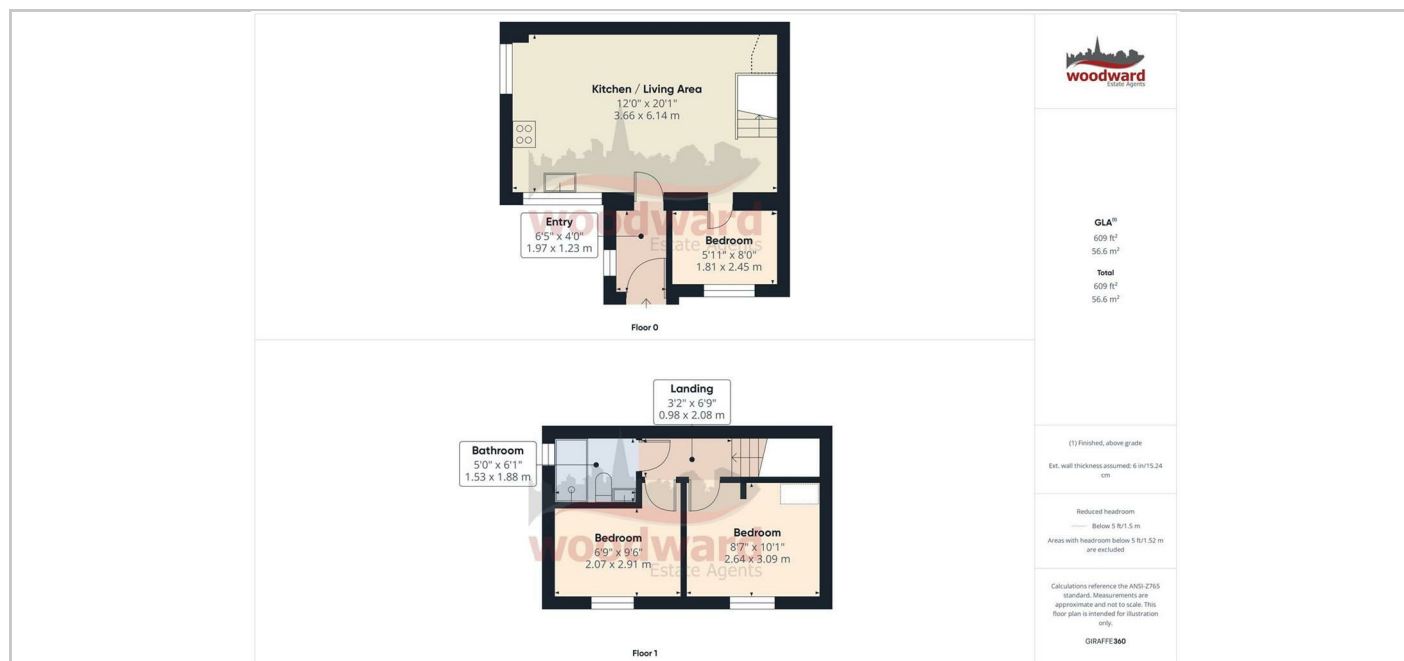 Kitchen / Living Area
12'0" x 20'1"
3.66 x 6.14 m
Entry
6'5" x 4'0"
1.97 x 1.23 m
Bedroom
5'11" x 8'0"
1.81 x 2.45 m
woodward
Estate Agents
Floor 0
Landing
3'2" x 6'9"
0.98 x 2.08 m
Bathroom
5'0" x 6'1"
1.53 x 1.88 m
Bedroom
6'9" x 9'6"
2.07 x 2.91 m
Bedroom
8'7" x 10'1"
2.64 x 3.09 m
woodward
Estate Agents
Floor 1
woodward
Estate Agents
GLA⁽¹⁾
609 ft²
56.6 m²
Total
609 ft²
56.6 m²
(1) Finished, above grade
Ext. wall thickness assumed: 6 in/15.24
cm
Reduced headroom
Below 5 ft/1.5 m
Areas with headroom below 5 ft/1.52 m
are excluded
Calculations reference the ANSI-Z765
standard. Measurements are
approximate and not to scale. This
floor plan is intended for illustration
only.
GIRAFFE360